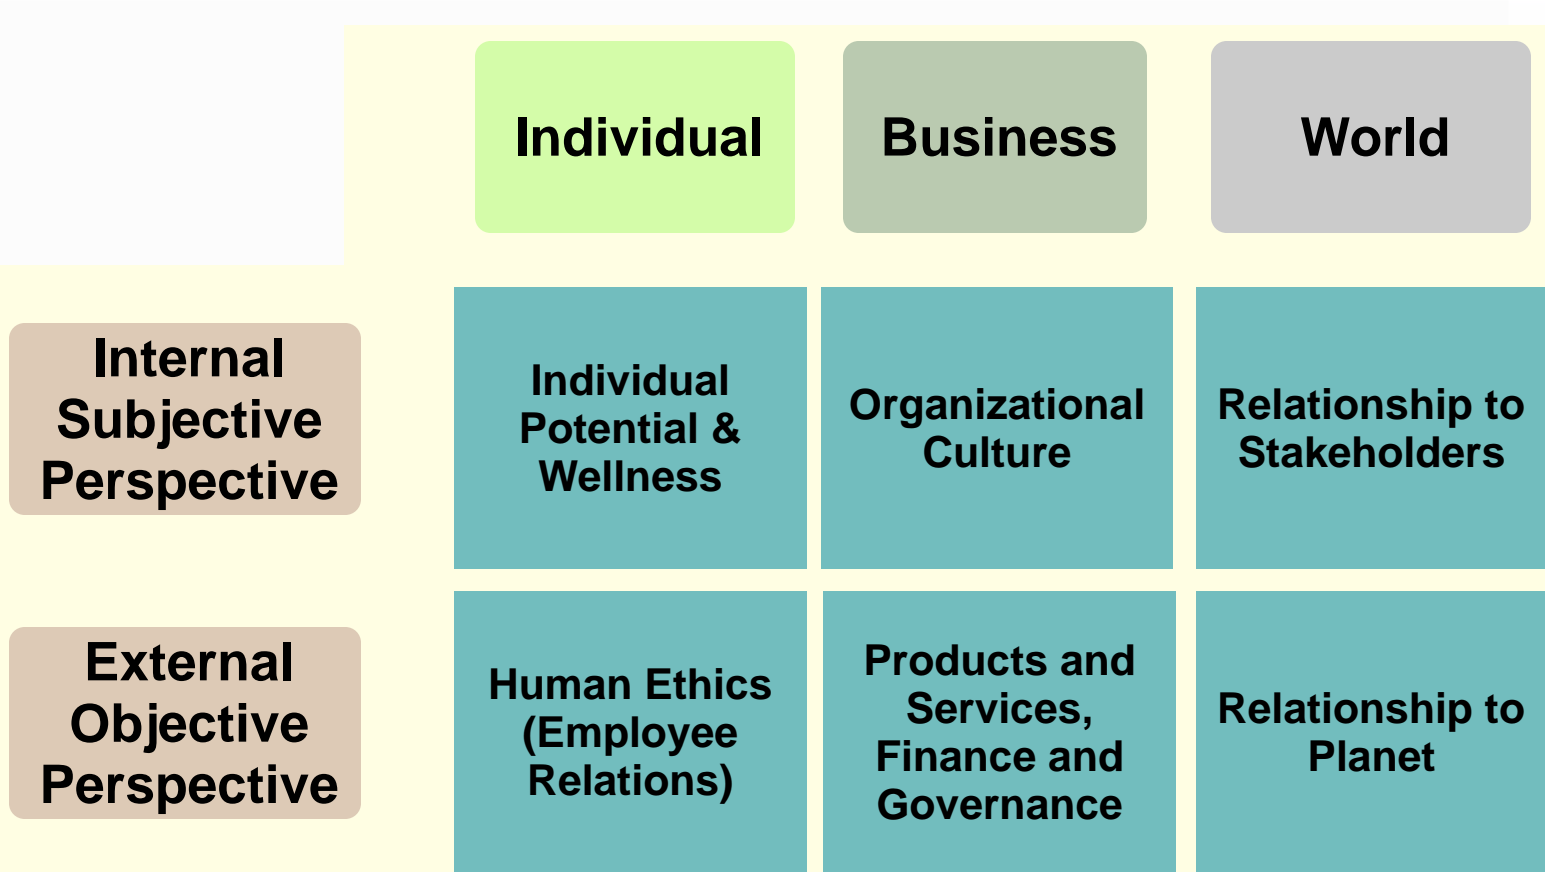 Individual
Business
World
Internal
Subjective
Perspective
Individual
Potential &
Wellness
Organizational
Culture
Relationship to
Stakeholders
External
Objective
Perspective
Human Ethics
(Employee
Relations)
Products and
Services,
Finance and
Governance
Relationship to
Planet